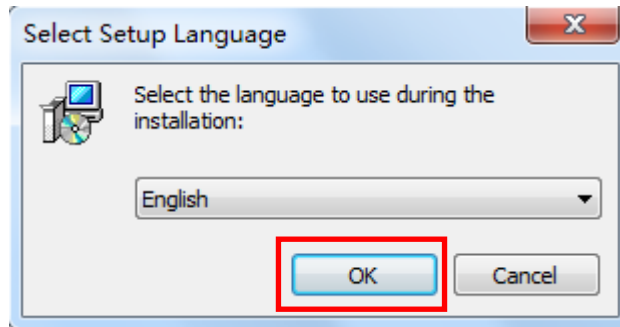 Select Setup Language
Select the language to use during the
installation:
English
OK
Cancel